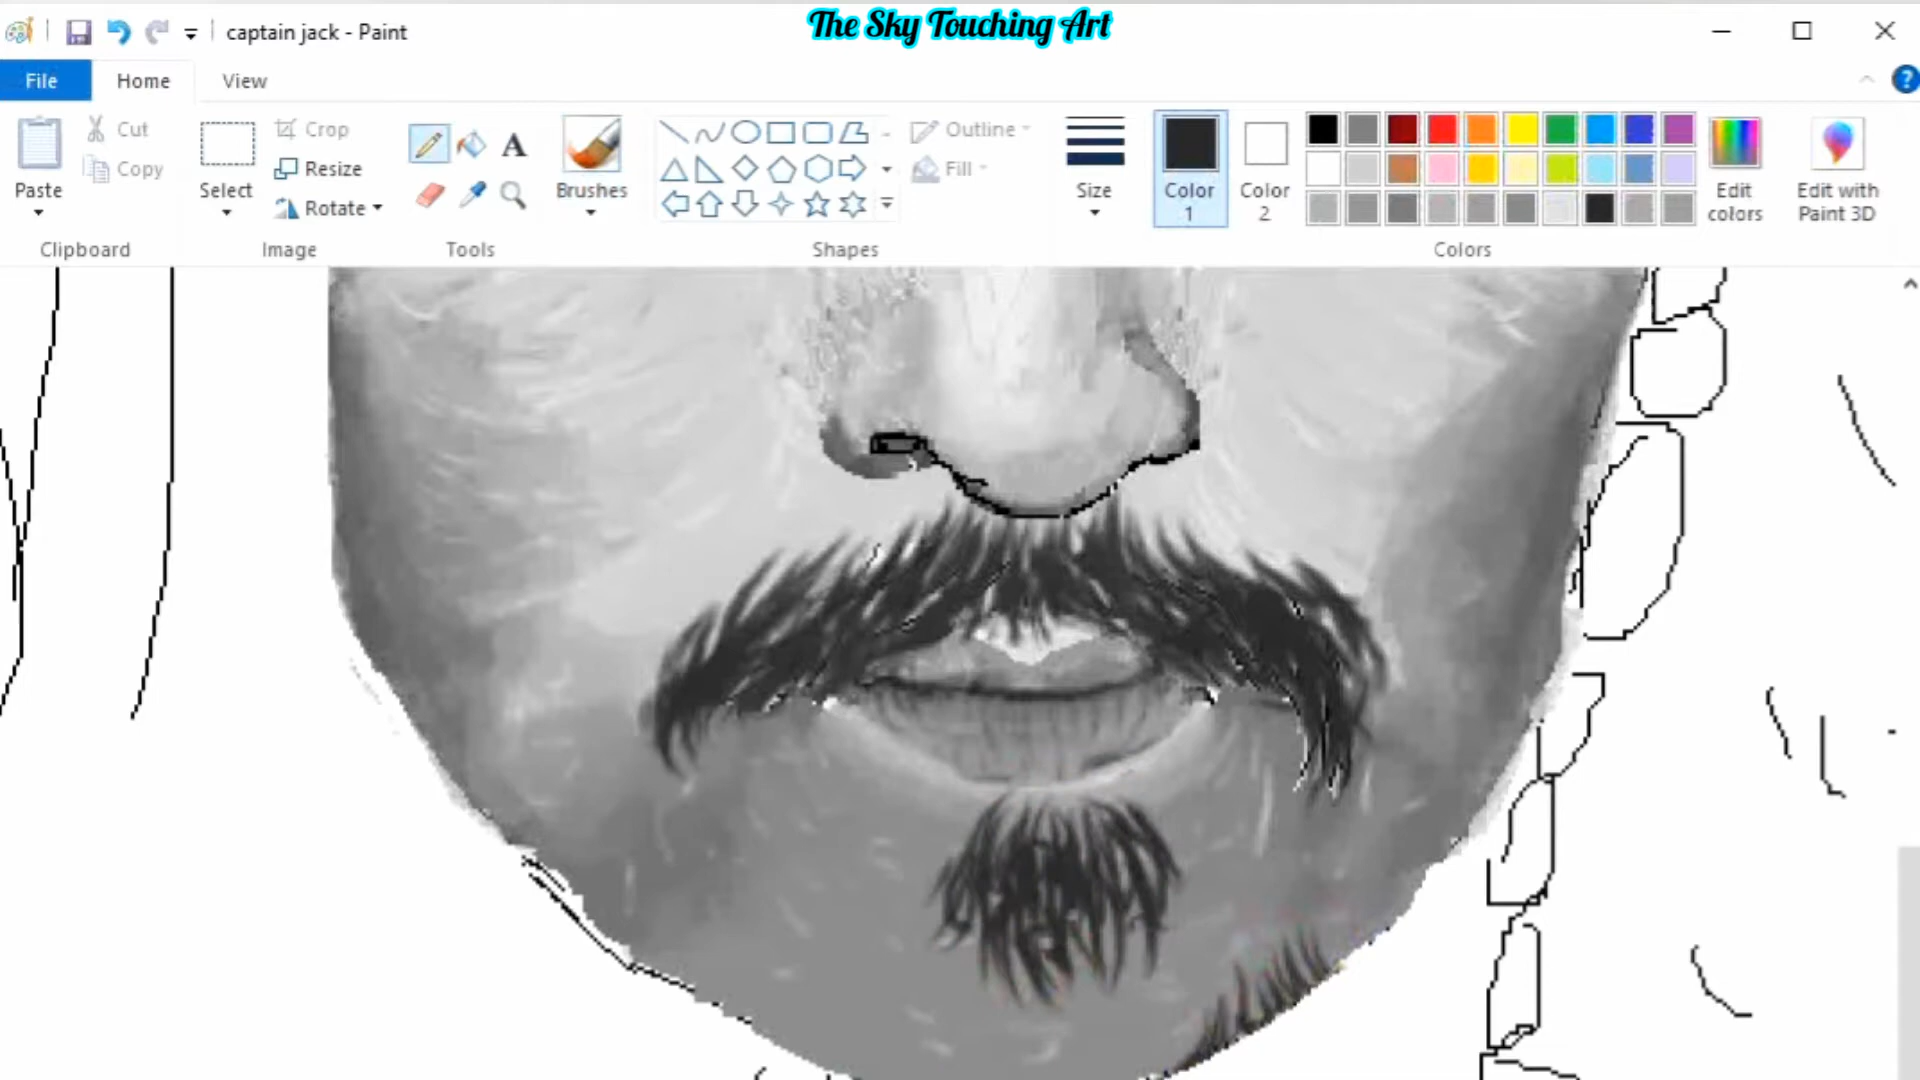 The Sky Touching Art
captain jack - Paint
File Home View
Paste
Cut
Copy
Clipboard
Select
Crop
Resize
Rotate
Image
A
Tools
Brushes
Outline
Fill
Shapes
Size
Color 1
Color 2
Colors
Edit colors
Edit with Paint 3D
?